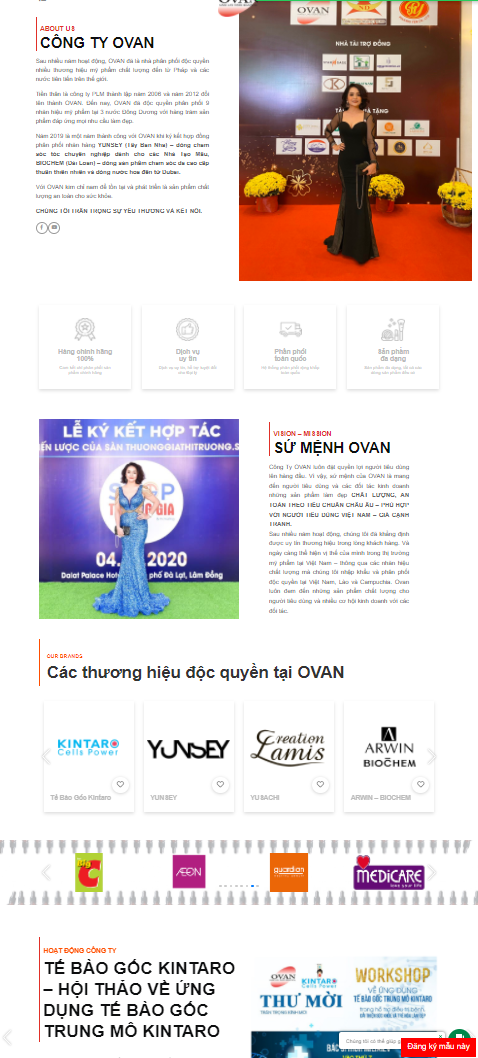 OVAN
NHÀ TÀI TRỢ ĐỒNG
ABOUT US
CÔNG TY OVAN
Sau nhiều năm hoạt động, OVAN đã là nhà phân phối độc quyền
nhiều thương hiệu mỹ phẩm chất lượng đến từ Pháp và các
nước tiên tiến trên thế giới.
Tiền thân là công ty PLM thành lập năm 2006 và năm 2012 đổi
tên thành OVAN. Đến nay, OVAN đã độc quyền phân phối 9
nhãn hiệu mỹ phẩm tại 3 nước Đông Dương với hàng trăm sản
phẩm đáp ứng mọi nhu cầu làm đẹp.
Năm 2019 là một năm thành công với OVAN khi ký kết hợp đồng
phân phối nhãn hàng YUNSEY (Tây Ban Nha) – dòng chăm
sóc tóc chuyên nghiệp dành cho các Nhà Tạo Mẫu,
BIOCHEM (Đài Loan) – dòng sản phẩm chăm sóc da cao cấp
thuần thiên nhiên và dòng nước hoa đến từ Dubai.
Với OVAN kim chỉ nam để tồn tại và phát triển là sản phẩm chất
lượng an toàn cho sức khỏe.
CHÚNG TÔI TRÂN TRỌNG SỰ YÊU THƯƠNG VÀ KẾT NỐI.
Hàng chính hãng
100%
Dịch vụ
uy tín
Phân phối
toàn quốc
Sản phẩm
đa dạng
LỄ KÝ KẾT HỢP TÁC
IẾN LƯỢC CỦA SÀN THUONGGIATHITRUONG.S
04.
2020
Dalat Palace Hote
phố Đà Lạt, Lâm Đồng
VISION – MISSION
SỨ MỆNH OVAN
Công Ty OVAN luôn đặt quyền lợi người tiêu dùng
lên hàng đầu. Vì vậy, sứ mệnh của OVAN là mang
đến người tiêu dùng và các đối tác kinh doanh
những sản phẩm làm đẹp CHẤT LƯỢNG, AN
TOÀN THEO TIÊU CHUẨN CHÂU ÂU – PHÙ HỢP
VỚI NGƯỜI TIÊU DÙNG VIỆT NAM – GIÁ CẠNH
TRANH.
Sau nhiều năm hoạt động, chúng tôi đã khẳng định
được uy tín thương hiệu trong lòng khách hàng. Và
ngày càng thể hiện vị thế của mình trong thị trường
mỹ phẩm tại Việt Nam – thông qua các nhãn hiệu
chất lượng mà chúng tôi nhập khẩu và phân phối
độc quyền tại Việt Nam, Lào và Campuchia. Ovan
luôn đem đến những sản phẩm chất lượng cho
người tiêu dùng và nhiều cơ hội kinh doanh với các
đối tác.
OUR BRANDS
Các thương hiệu độc quyền tại OVAN
KINTARO
Cells Power
YUNSEY
Creation
Lamis
ARWIN
BIOCHEM
Tế Bào Gốc Kintaro
YUNSEY
YUSACHI
ARWIN – BIOCHEM
Big C
AEON
guardian
MEDiCARE
love your life
HOẠT ĐỘNG CÔNG TY
TẾ BÀO GỐC KINTARO
– HỘI THẢO VỀ ỨNG
DỤNG TẾ BÀO GỐC
TRUNG MÔ KINTARO
OVAN
KINTARO
Cells Power
THƯ MỜI
WORKSHOP
VỀ ỨNG DỤNG
TẾ BÀO GỐC TRUNG MÔ KINTARO
Chúng tôi có thể giúp
Đăng ký mẫu này